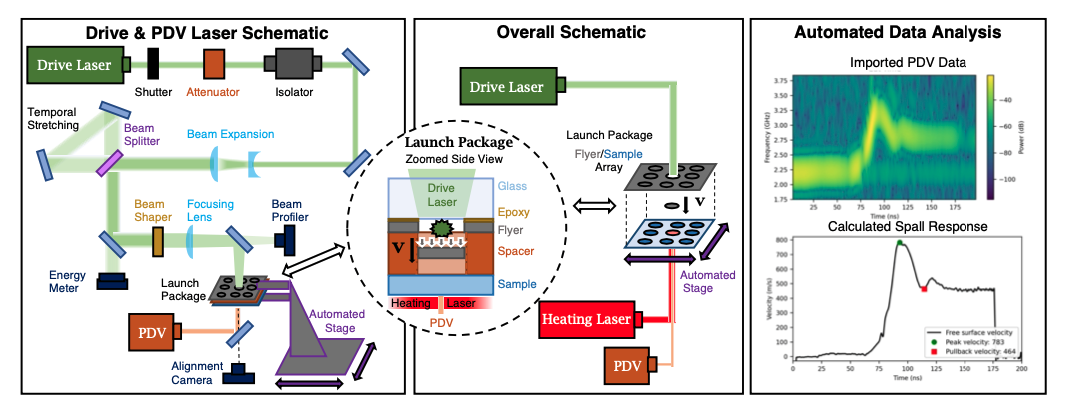 Drive & PDV Laser Schematic
Drive Laser
Shutter
Attenuator
Isolator
Temporal
Stretching
Beam
Splitter
Beam Expansion
Beam
Shaper
Focusing
Lens
Beam
Profiler
Energy
Meter
Launch
Package
PDV
Automated
Stage
Alignment
Camera
Launch Package
Zoomed Side View
Drive
Laser
Glass
Epoxy
Flyer
V
Spacer
Sample
Heating Laser
PDV
Overall Schematic
Drive Laser
Launch Package
Flyer/Sample
Array
V
Automated
Stage
Heating Laser
PDV
Automated Data Analysis
Imported PDV Data
Time (ns)
Frequency (GHz)
3.75
3.50
3.25
3.00
2.75
2.50
2.25
2.00
1.75
25 50 75 100 125 150 175
Time (ns)
−40
−60
−80
−100
Power (dB)
Calculated Spall Response
Velocity (m/s)
800
700
600
500
400
300
200
100
0
Free surface velocity
Peak velocity: 783
Pullback velocity: 464
0 25 50 75 100 125 150 175 200
Time (ns)